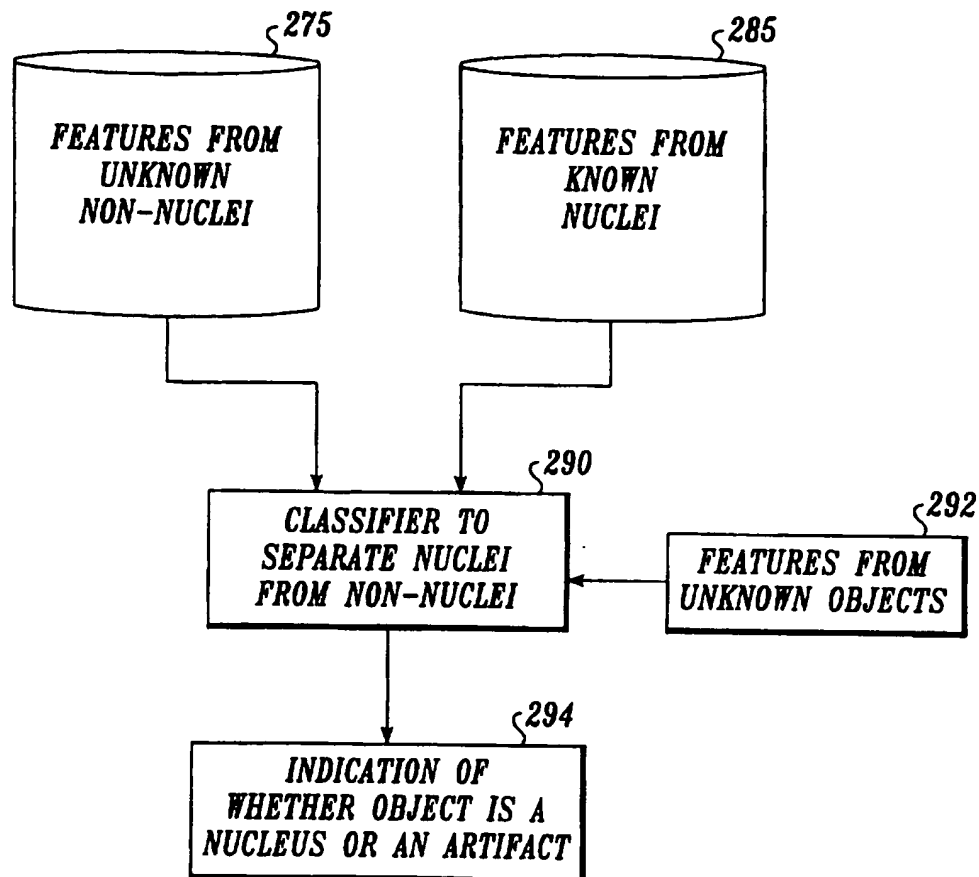 275
FEATURES FROM
UNKNOWN
NON-NUCLEI
285
FEATURES FROM
KNOWN
NUCLEI
290
CLASSIFIER TO
SEPARATE NUCLEI
FROM NON-NUCLEI
292
FEATURES FROM
UNKNOWN OBJECTS
294
INDICATION OF
WHETHER OBJECT IS A
NUCLEUS OR AN ARTIFACT